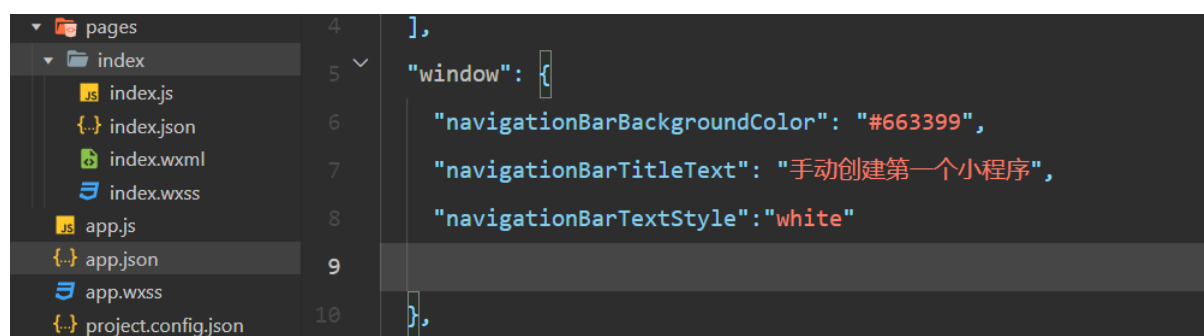 pages
index
JS index.js
{..} index.json
index.wxml
index.wxss
JS app.js
{..} app.json
app.wxss
{..} project.config.json
4 ],
5 "window": {
6 "navigationBarBackgroundColor": "#663399",
7 "navigationBarTitleText": "手动创建第一个小程序",
8 "navigationBarTextStyle":"white"
9
10 },